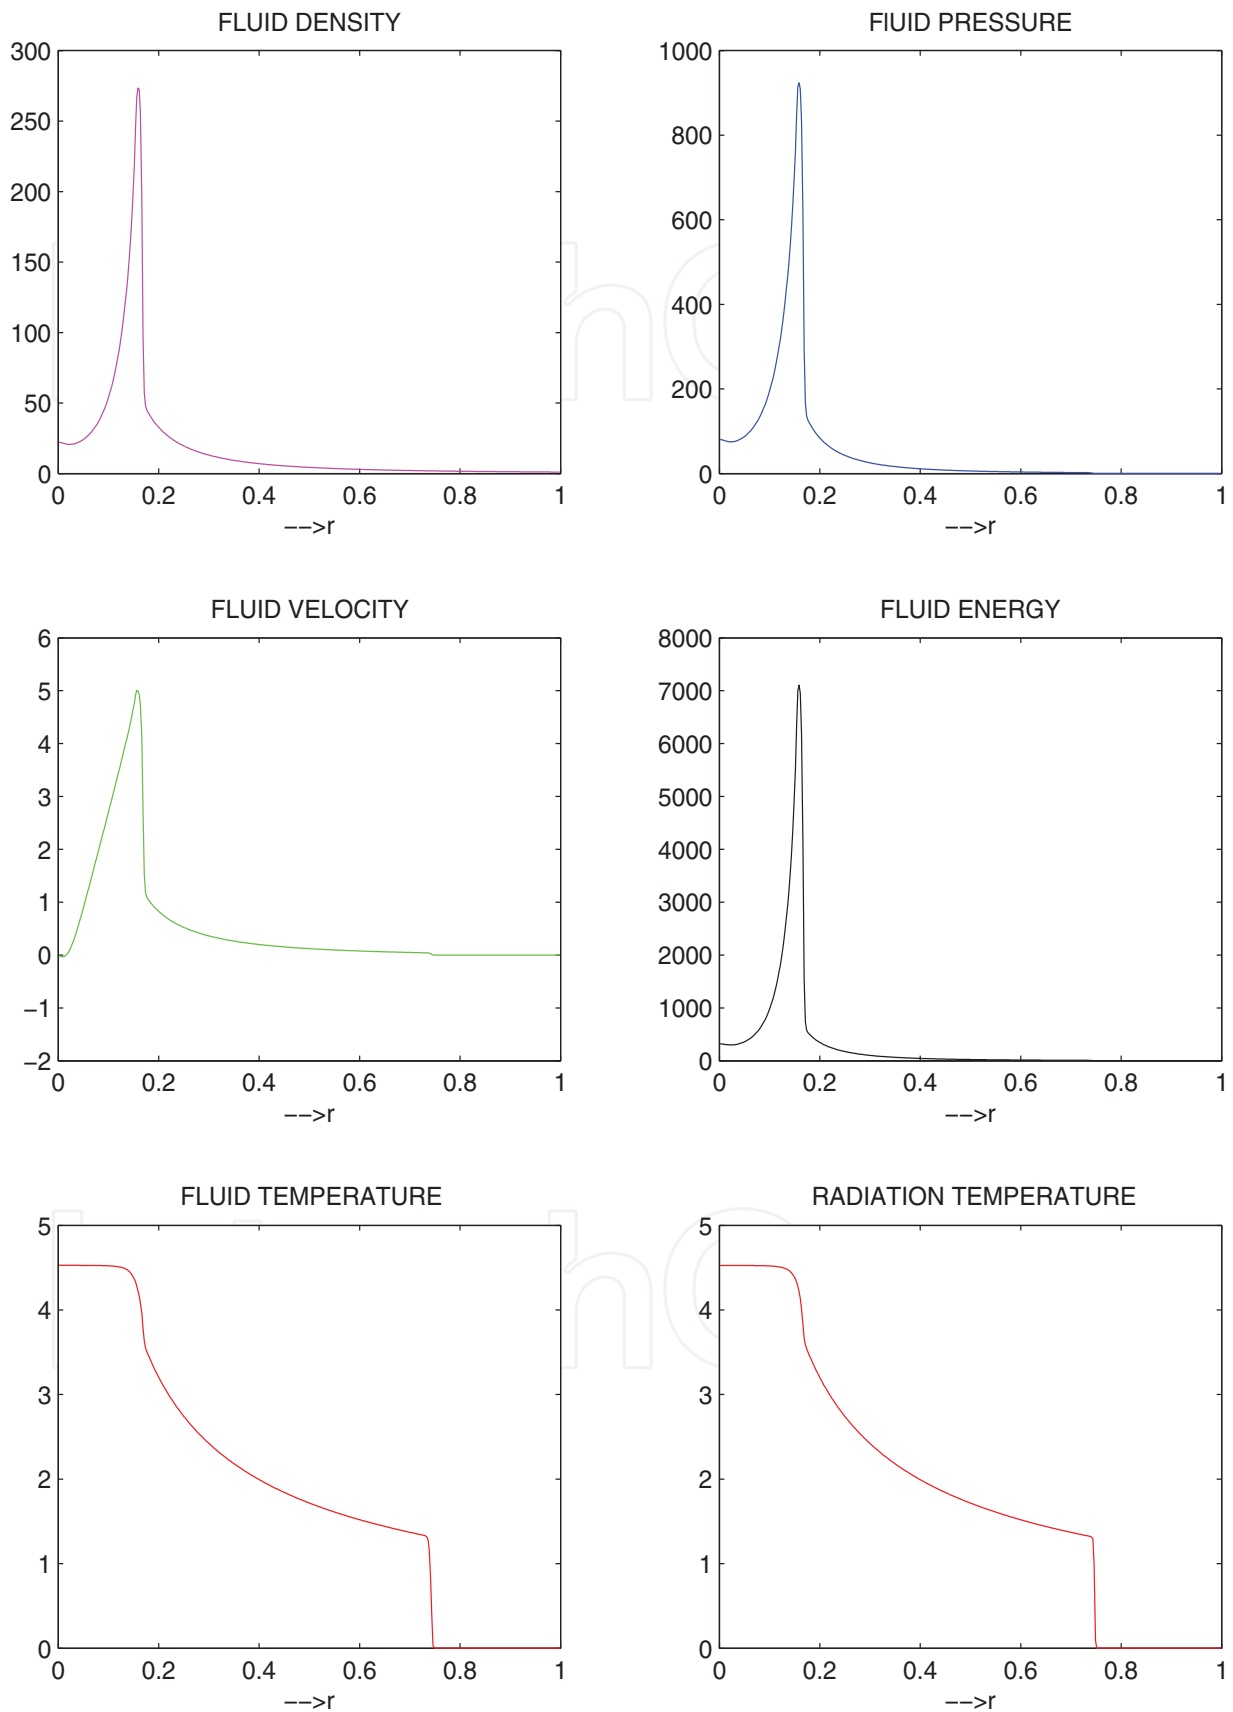 FLUID DENSITY
300
250
200
150
100
50
0
0 0.2 0.4 0.6 0.8 1
−−>r
FlUID PRESSURE
1000
800
600
400
200
0
0 0.2 0.4 0.6 0.8 1
−−>r
FLUID VELOCITY
6
5
4
3
2
1
0
−1
−2
0 0.2 0.4 0.6 0.8 1
−−>r
FLUID ENERGY
8000
7000
6000
5000
4000
3000
2000
1000
0
0 0.2 0.4 0.6 0.8 1
−−>r
FLUID TEMPERATURE
5
4
3
2
1
0
0 0.2 0.4 0.6 0.8 1
−−>r
RADIATION TEMPERATURE
5
4
3
2
1
0
0 0.2 0.4 0.6 0.8 1
−−>r